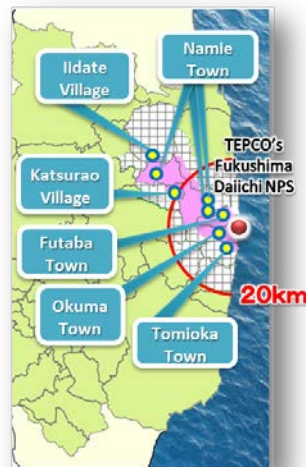 Iidate
Village
Namie
Town
TEPCO's
Fukushima
Daiichi NPS
Katsurao
Village
Futaba
Town
Okuma
Town
20km
Tomioka
Town